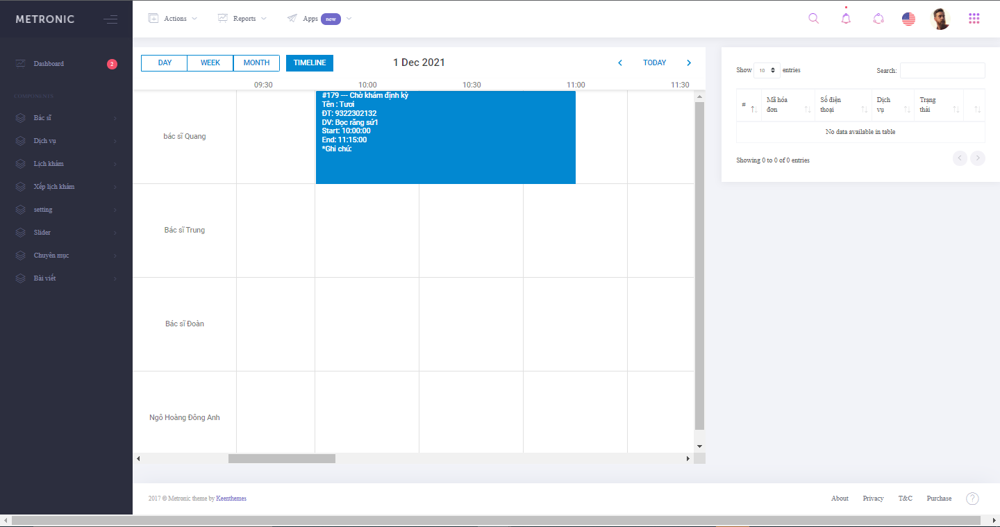 METRONIC
Actions
Reports
Apps new
Dashboard 2
COMPONENTS
Bác sĩ
Dịch vụ
Lịch khám
Xếp lịch khám
setting
Slider
Chuyên mục
Bài viết
DAY WEEK MONTH TIMELINE 1 Dec 2021 TODAY
09:30 10:00 10:30 11:00 11:30
bác sĩ Quang
#179 --- Chờ khám định kỳ
Tên : Tươi
ĐT: 9322302132
DV: Bọc răng sứ1
Start: 10:00:00
End: 11:15:00
*Ghi chú:
Bác sĩ Trung
Bác sĩ Đoàn
Ngô Hoàng Đông Anh
Show 10 entries Search:
# Mã hóa đơn Số điện thoại Dịch vụ Trạng thái
No data available in table
Showing 0 to 0 of 0 entries
2017 © Metronic theme by Keenthemes
About Privacy T&C Purchase ?